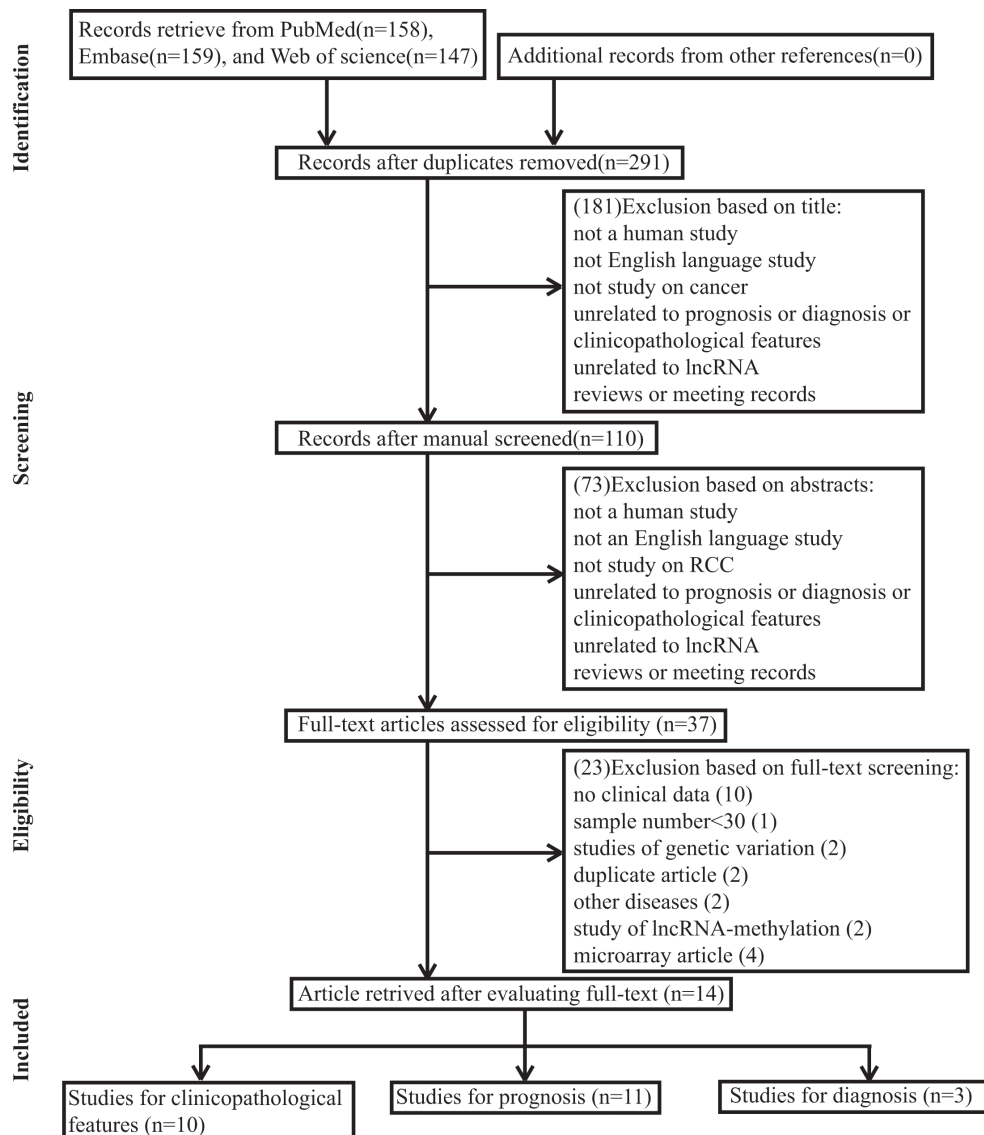 Identification
Records retrieve from PubMed(n=158),
Embase(n=159), and Web of science(n=147)
Additional records from other references(n=0)
Records after duplicates removed(n=291)
(181)Exclusion based on title:
not a human study
not English language study
not study on cancer
unrelated to prognosis or diagnosis or
clinicopathological features
unrelated to lncRNA
reviews or meeting records
Screening
Records after manual screened(n=110)
(73)Exclusion based on abstracts:
not a human study
not an English language study
not study on RCC
unrelated to prognosis or diagnosis or
clinicopathological features
unrelated to lncRNA
reviews or meeting records
Full-text articles assessed for eligibility (n=37)
Eligibility
(23)Exclusion based on full-text screening:
no clinical data (10)
sample number<30 (1)
studies of genetic variation (2)
duplicate article (2)
other diseases (2)
study of lncRNA-methylation (2)
microarray article (4)
Article retrived after evaluating full-text (n=14)
Included
Studies for clinicopathological
features (n=10)
Studies for prognosis (n=11)
Studies for diagnosis (n=3)